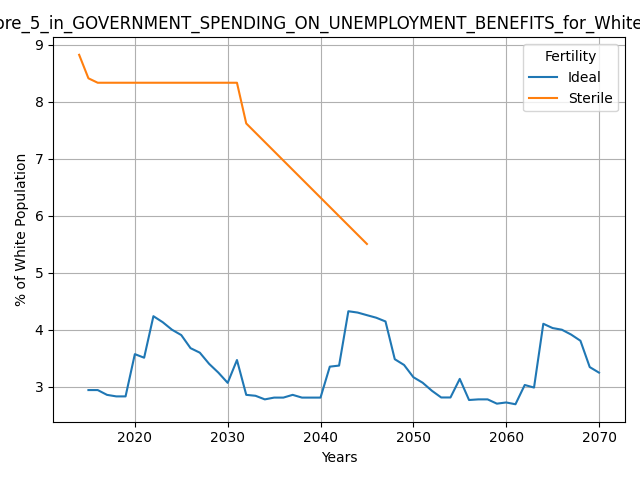 ore_5_in_GOVERNMENT_SPENDING_ON_UNEMPLOYMENT_BENEFITS_for_White
Fertility
Ideal
Sterile
% of White Population
9
8
7
6
5
4
3
2020 2030 2040 2050 2060 2070
Years